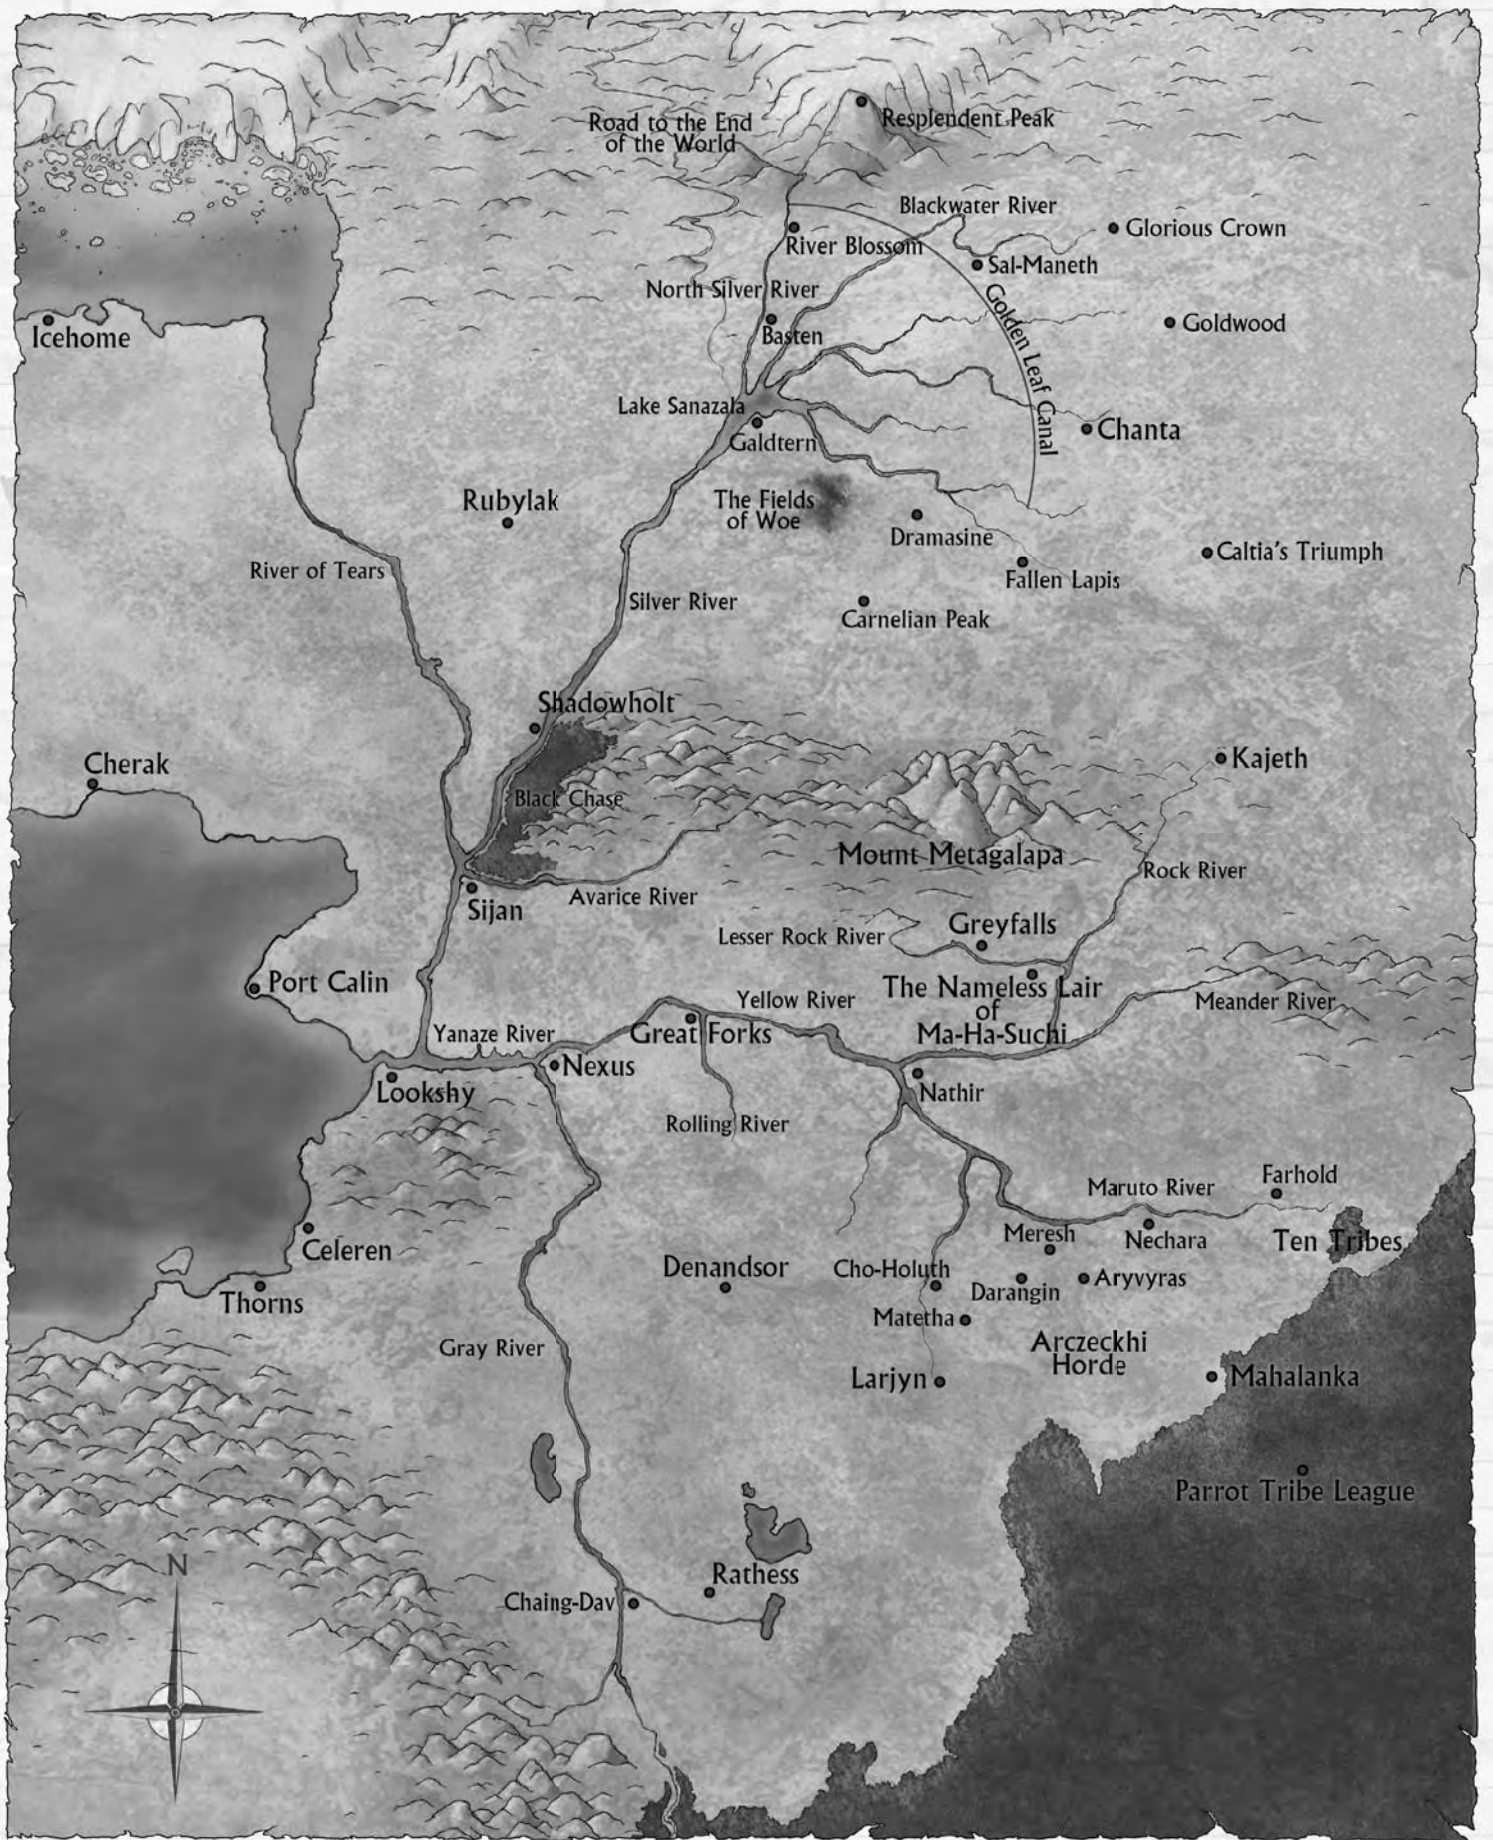 Road to the End
of the World
Resplendent Peak
Blackwater River
Glorious Crown
River Blossom
Sal-Maneth
North Silver River
Golden Leaf Canal
Icehome
Basten
Goldwood
Lake Sanazala
Galdtern
Chanta
Rubylak
The Fields
of Woe
Dramasine
Caltia's Triumph
River of Tears
Fallen Lapis
Silver River
Carnelian Peak
Shadowholt
Cherak
Kajeth
Black Chase
Mount Metagalapa
Rock River
Avarice River
Sijan
Greyfalls
Lesser Rock River
Port Calin
The Nameless Lair
of
Ma-Ha-Suchi
Yellow River
Meander River
Yanaze River
Great Forks
Nexus
Lookshy
Nathir
Rolling River
Farhold
Maruto River
Meresh
Nechara
Ten Tribes
Celeren
Denandsor
Cho-Holuth
Darangin
Aryvyras
Thorns
Matetha
Gray River
Arczeckhi
Horde
Larjyn
Mahalanka
Parrot Tribe League
N
Rathess
Chaing-Dav